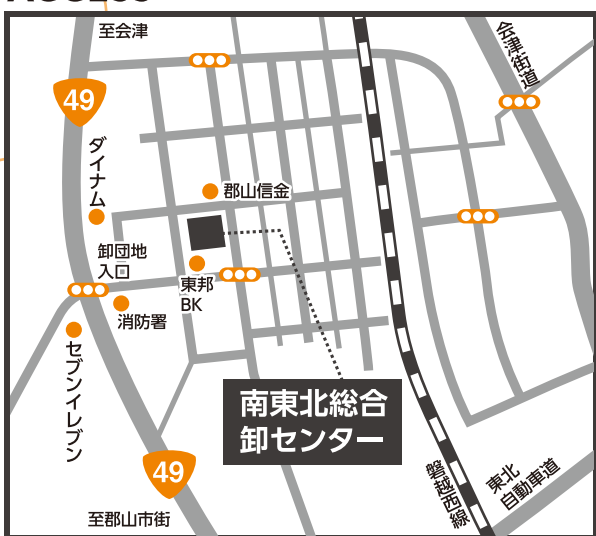 ACCESS
至会津
会津街道
49
ダイナム
郡山信金
卸団地
入口
東邦
BK
消防署
セブンイレブン
南東北総合
卸センター
49
磐越西線
東北
自動車道
至郡山市街